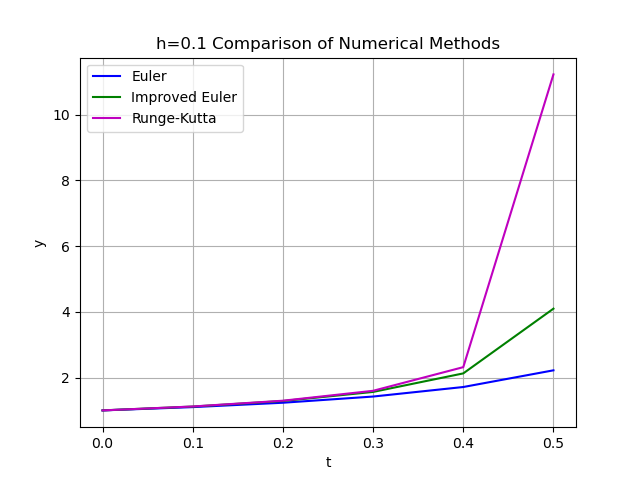 h=0.1 Comparison of Numerical Methods
Euler
Improved Euler
Runge-Kutta
10
8
6
4
2
y
0.0 0.1 0.2 0.3 0.4 0.5
t